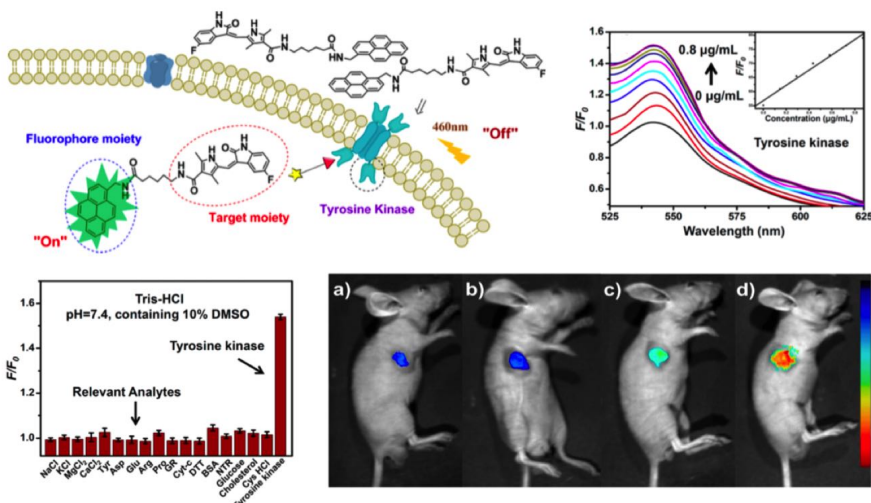 Fluorophore moiety
"On"
Target moiety
Tyrosine Kinase
460nm
"Off"
H
N
O
F
O
N
H
H
N
O
N
H
O
N
H
H
N
O
F
O
N
H
H
N
O
N
H
O
N
H
H
N
O
F
F/F₀
1.6
1.4
1.2
1.0
0.8
0.6
0.8 μg/mL
0 μg/mL
F/F₀
Concentration (μg/mL)
Tyrosine kinase
525
550
575
600
625
Wavelength (nm)
F/F₀
1.6
1.4
1.2
1.0
Tris-HCl
pH=7.4, containing 10% DMSO
Tyrosine kinase
Relevant Analytes
NaCl
KCl
MgCl₂
CaCl₂
Tyr
Asp
Glu
Arg
Pro
GR
Cyt-c
DTT
BSA
NTR
Glucose
Cholesterol
Cys HCl
Tyrosine kinase
a)
b)
c)
d)